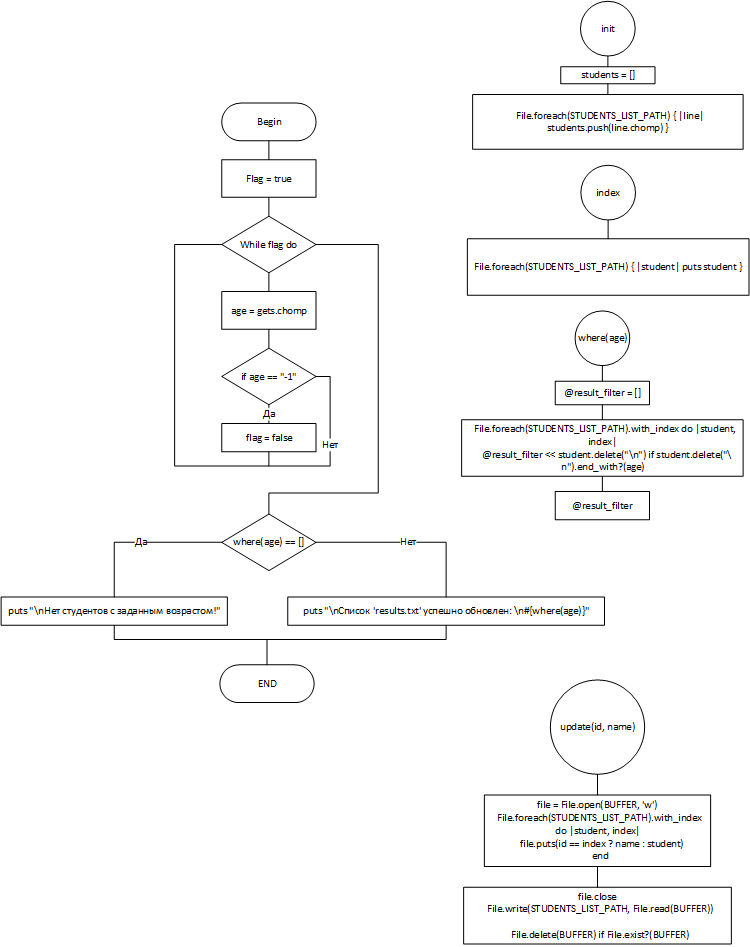 Begin
Flag = true
While flag do
age = gets.chomp
if age == "-1"
Да
flag = false
Нет
where(age) == []
Да
Нет
puts "\nНет студентов с заданным возрастом!"
puts "\nСписок 'results.txt' успешно обновлен: \n#{where(age)}"
END
init
students = []
File.foreach(STUDENTS_LIST_PATH) { |line|
students.push(line.chomp) }
index
File.foreach(STUDENTS_LIST_PATH) { |student| puts student }
where(age)
@result_filter = []
File.foreach(STUDENTS_LIST_PATH).with_index do |student,
index|
@result_filter << student.delete("\n") if student.delete("\
n").end_with?(age)
@result_filter
update(id, name)
file = File.open(BUFFER, 'w')
File.foreach(STUDENTS_LIST_PATH).with_index
do |student, index|
file.puts(id == index ? name : student)
end
file.close
File.write(STUDENTS_LIST_PATH, File.read(BUFFER))
File.delete(BUFFER) if File.exist?(BUFFER)